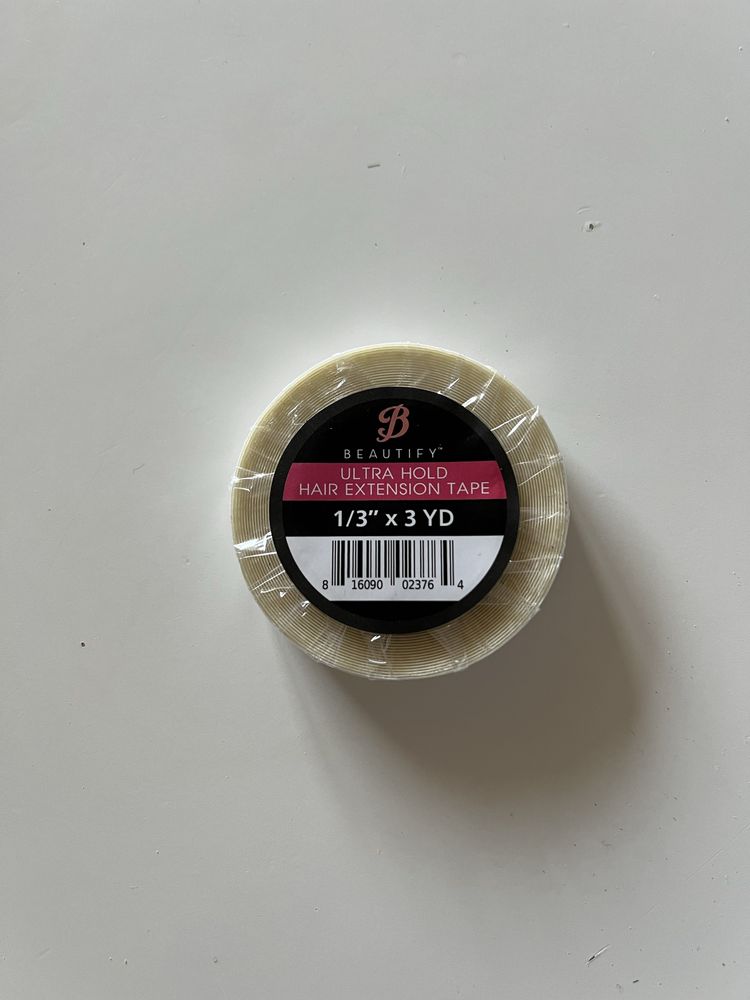 B
BEAUTIFY™
ULTRA HOLD
HAIR EXTENSION TAPE
1/3" x 3 YD
8 16090 02376 4